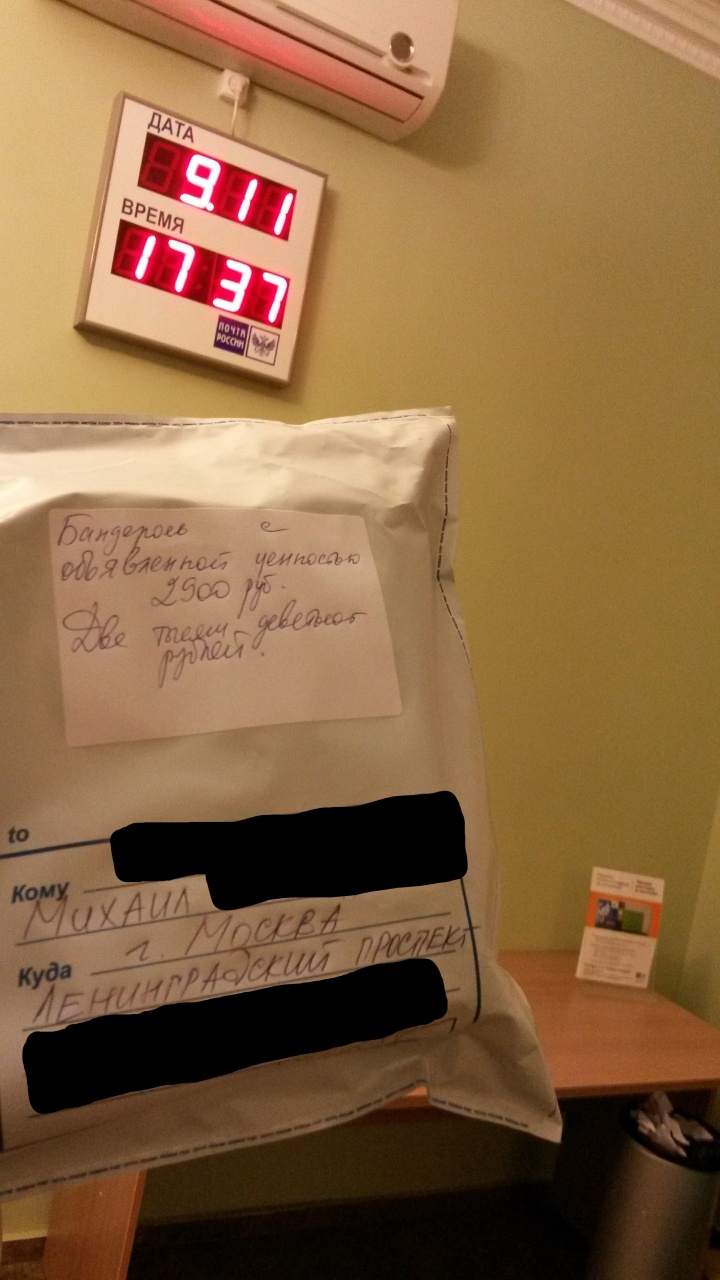 ДАТА
9.11
ВРЕМЯ
17 37
ПОЧТА
РОССИИ
Бандероль с
объявленной ценностью
2900 руб.
Две тысячи девятьсот
рублей.
to
Кому
МИХАИЛ
г. МОСКВА
Куда
ЛЕНИНГРАДСКИЙ ПРОСПЕКТ